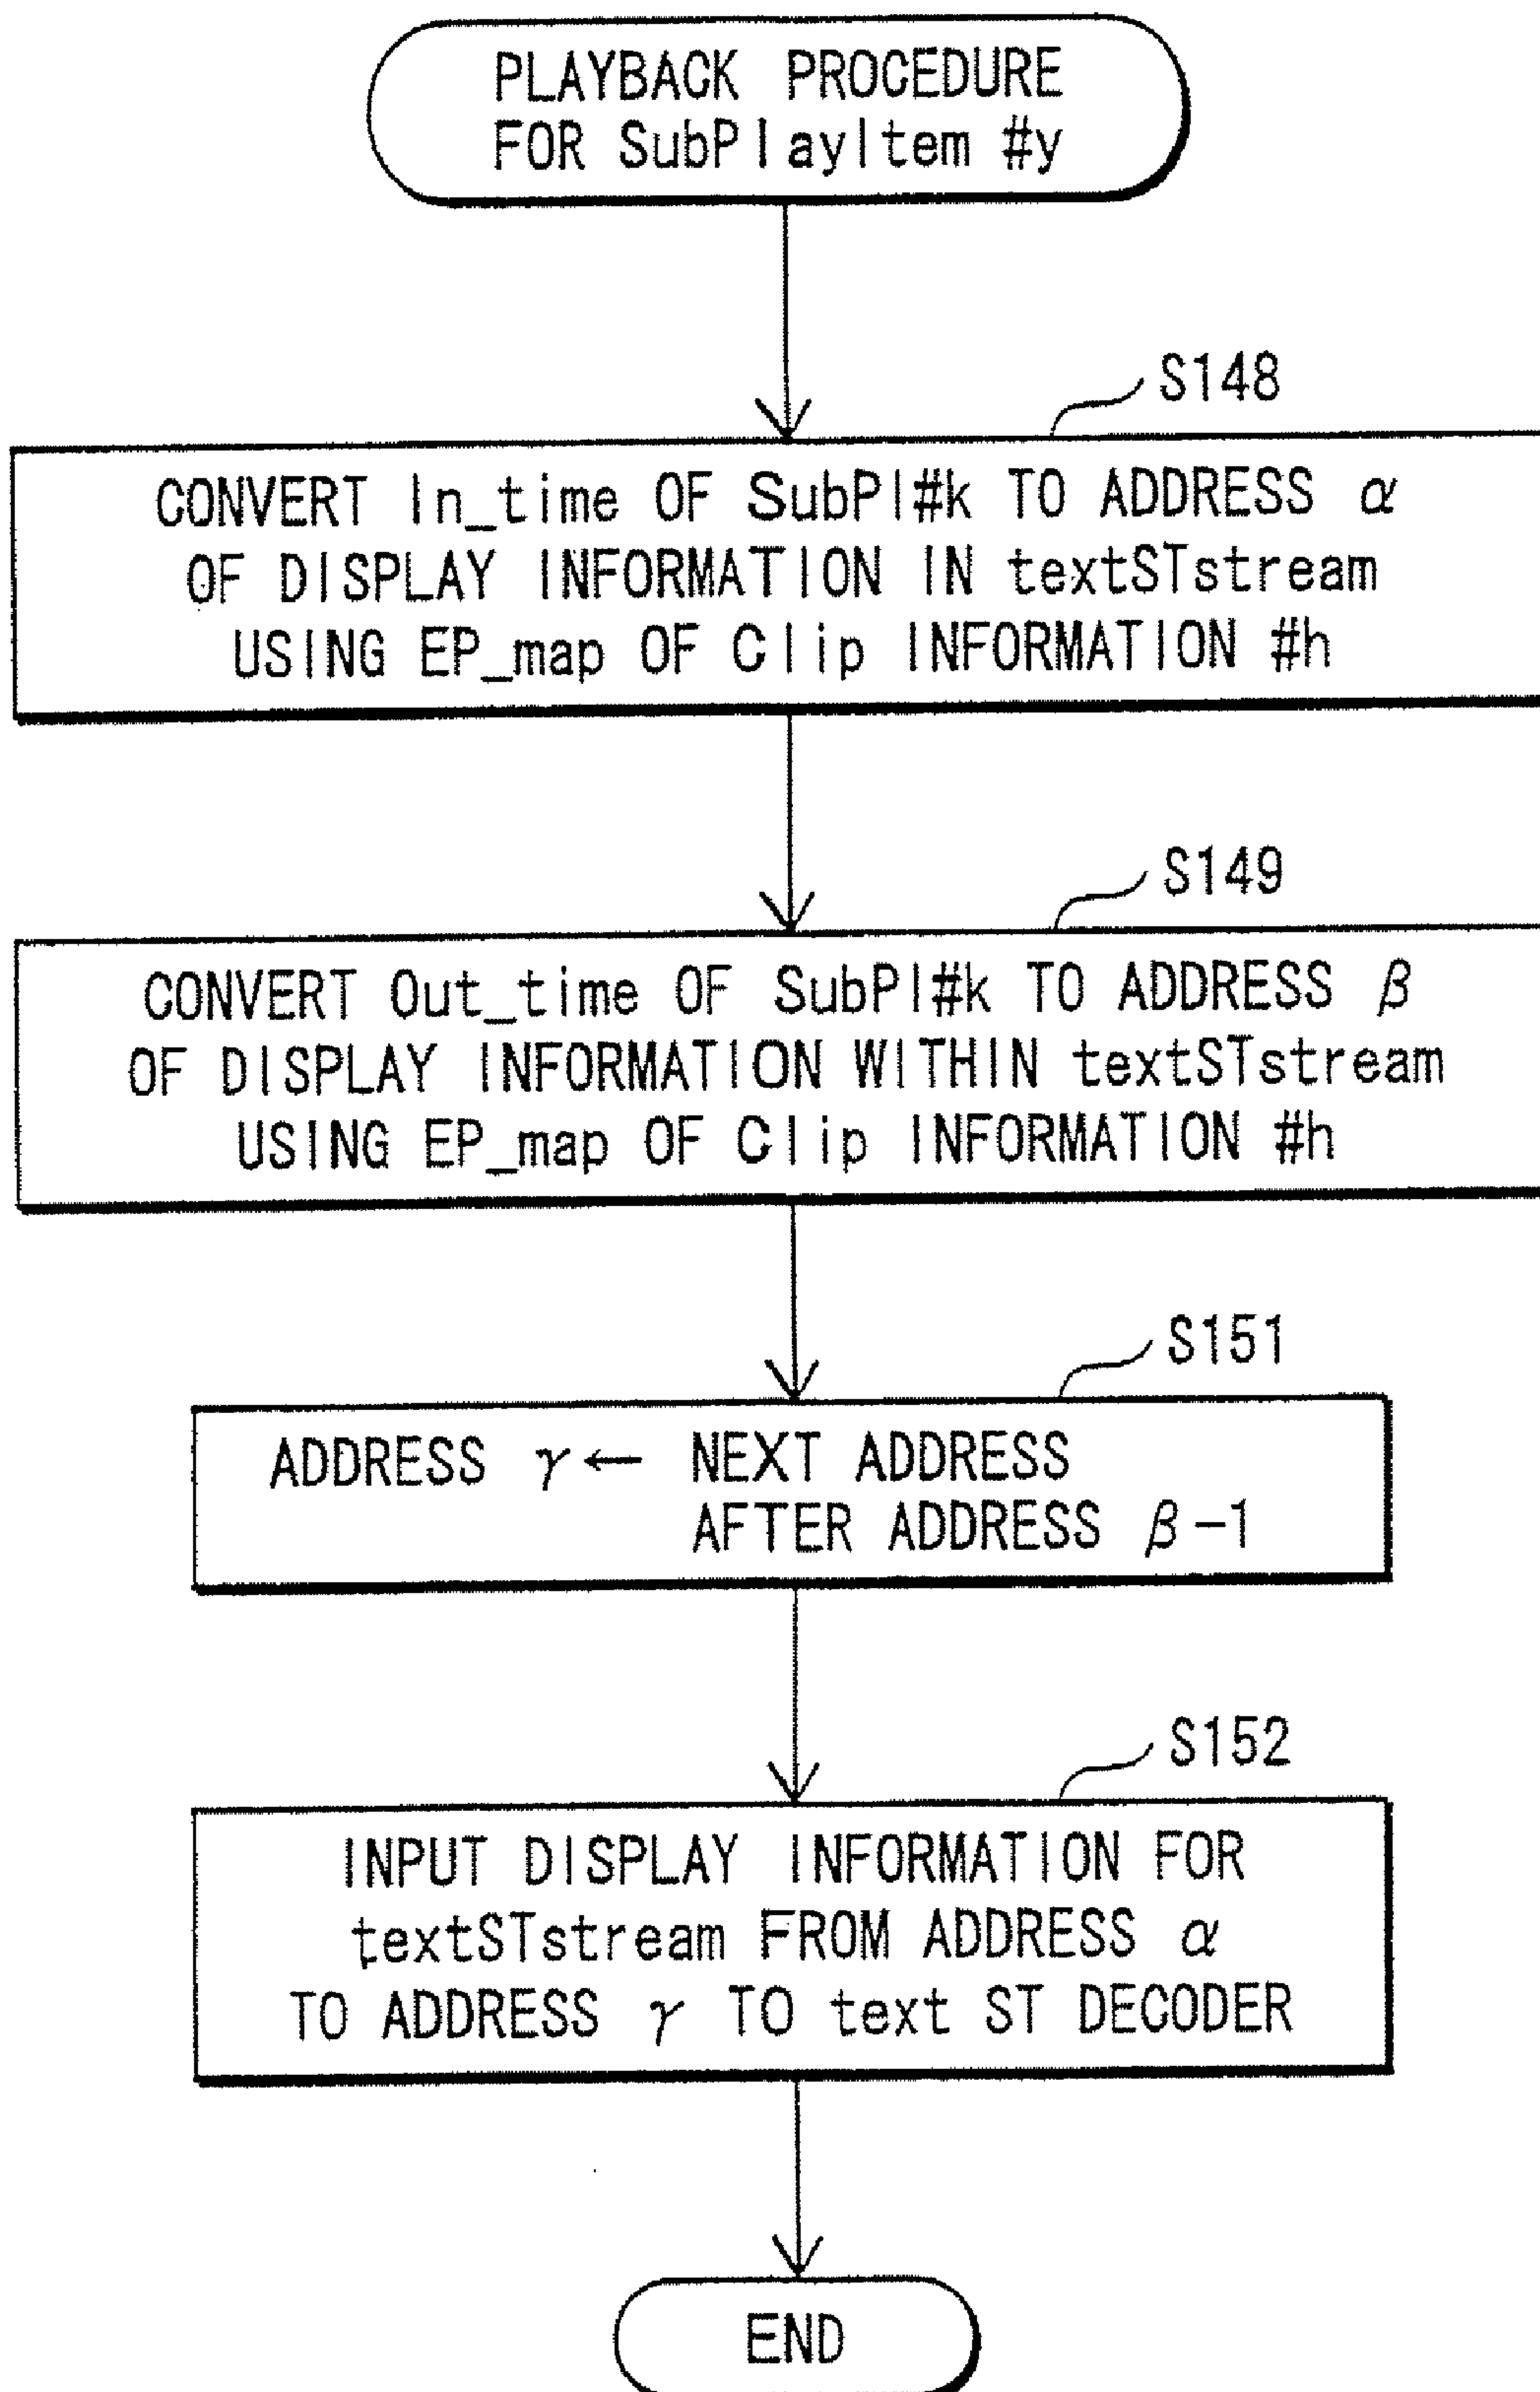 PLAYBACK PROCEDURE
FOR SubPlayItem #y
S148
CONVERT In_time OF SubPI#k TO ADDRESS α
OF DISPLAY INFORMATION IN textSTstream
USING EP_map OF Clip INFORMATION #h
S149
CONVERT Out_time OF SubPI#k TO ADDRESS β
OF DISPLAY INFORMATION WITHIN textSTstream
USING EP_map OF Clip INFORMATION #h
S151
ADDRESS γ← NEXT ADDRESS
AFTER ADDRESS β-1
S152
INPUT DISPLAY INFORMATION FOR
textSTstream FROM ADDRESS α
TO ADDRESS γ TO text ST DECODER
END